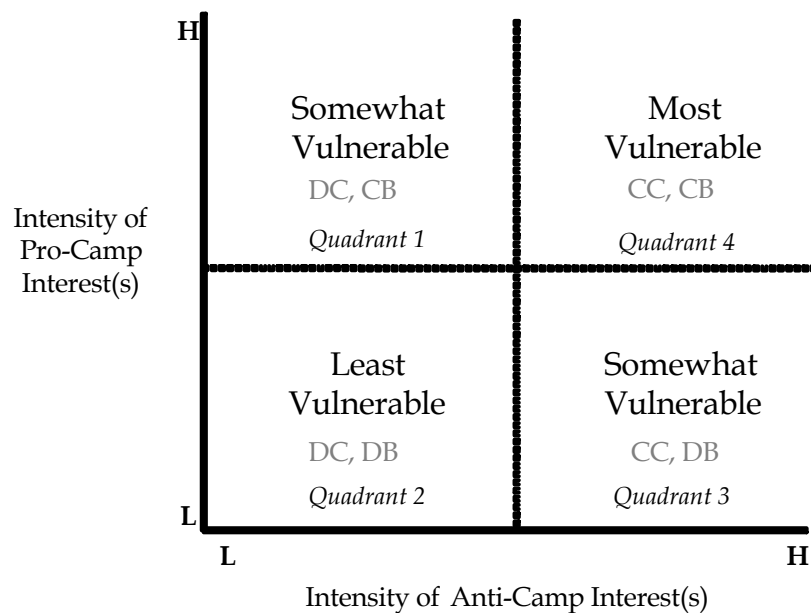 H
Somewhat
Vulnerable
DC, CB
Quadrant 1
Most
Vulnerable
CC, CB
Quadrant 4
Intensity of
Pro-Camp
Interest(s)
Least
Vulnerable
DC, DB
Quadrant 2
Somewhat
Vulnerable
CC, DB
Quadrant 3
L
L
H
Intensity of Anti-Camp Interest(s)